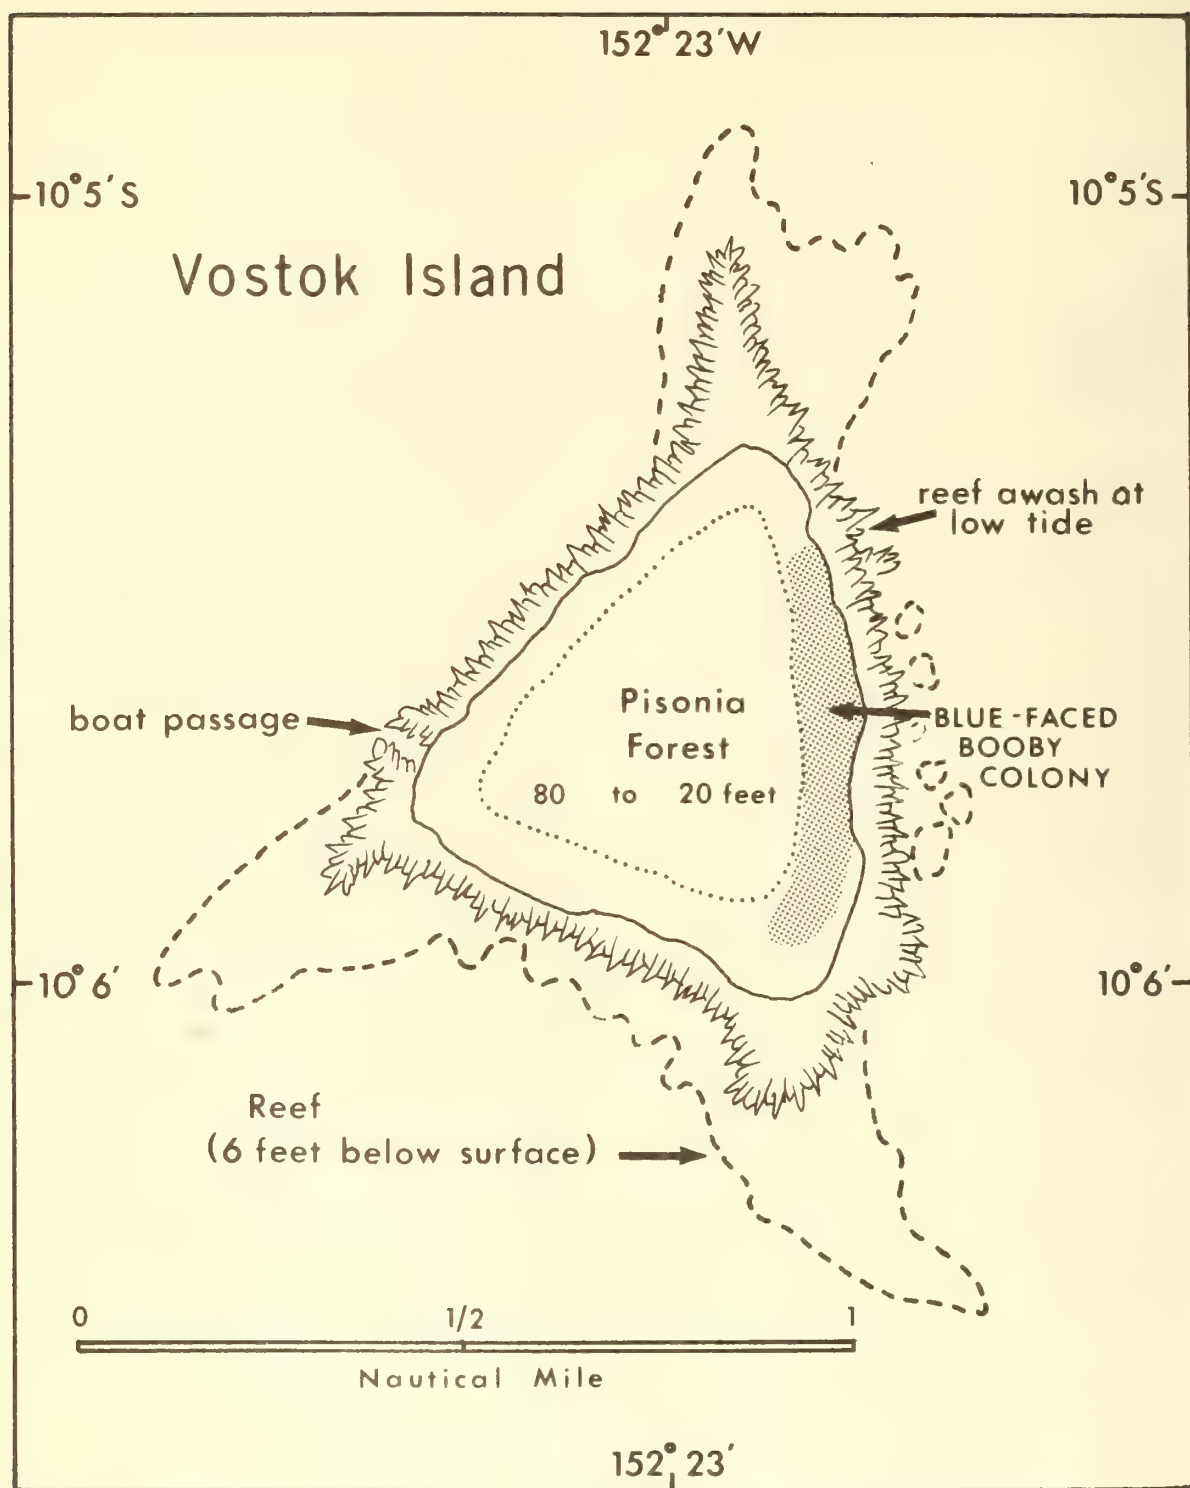 152° 23'W
10°5'S
10°5'S
Vostok Island
reef awash at
low tide
boat passage
Pisonia
Forest
80 to 20 feet
BLUE-FACED
BOOBY
COLONY
10°6'
10°6'
Reef
(6 feet below surface)
0 1/2 1
Nautical Mile
152° 23'